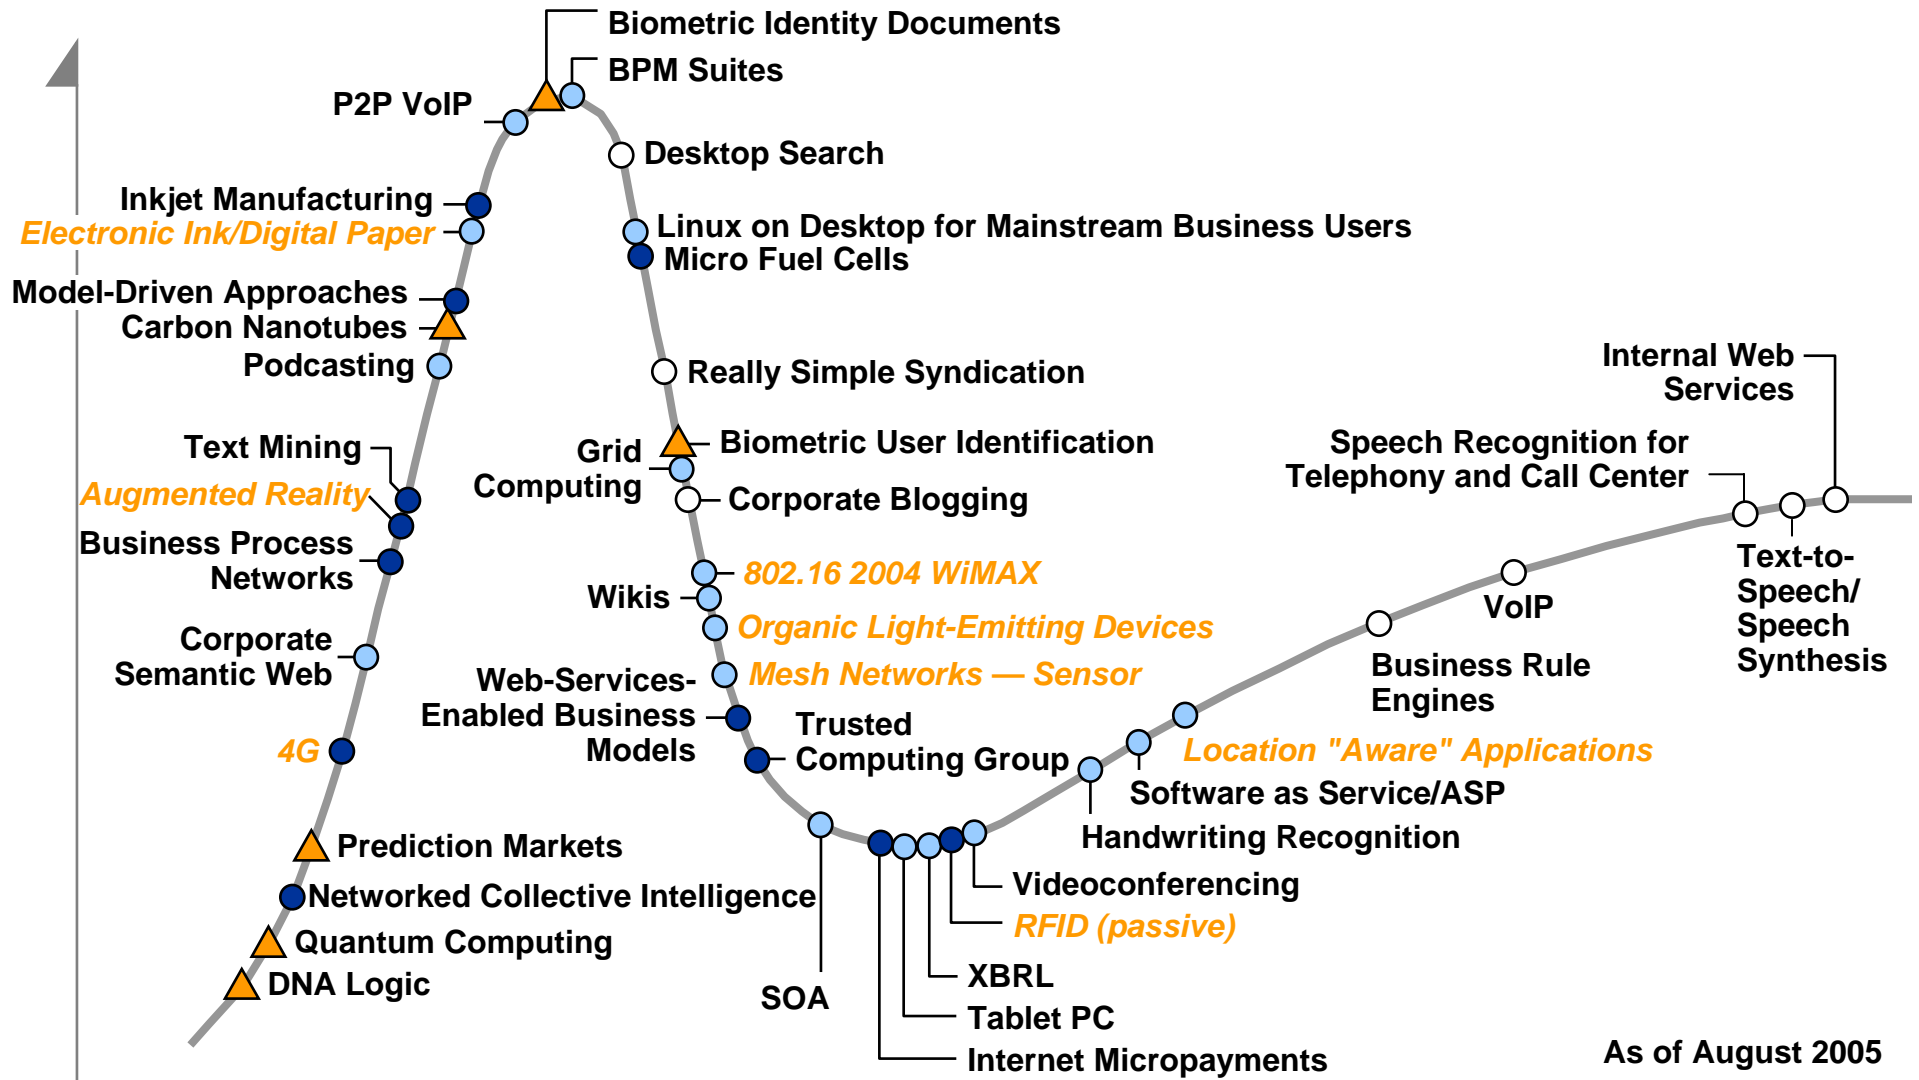 Biometric Identity Documents
BPM Suites
P2P VoIP
Desktop Search
Inkjet Manufacturing
Electronic Ink/Digital Paper
Linux on Desktop for Mainstream Business Users
Micro Fuel Cells
Model-Driven Approaches
Carbon Nanotubes
Podcasting
Really Simple Syndication
Internal Web
Services
Text Mining
Augmented Reality
Business Process
Networks
Grid
Computing
Biometric User Identification
Corporate Blogging
Speech Recognition for
Telephony and Call Center
802.16 2004 WiMAX
Wikis
Organic Light-Emitting Devices
Mesh Networks — Sensor
VoIP
Text-to-
Speech/
Speech
Synthesis
Corporate
Semantic Web
Web-Services-
Enabled Business
Models
Trusted
Computing Group
Business Rule
Engines
4G
Location "Aware" Applications
Software as Service/ASP
Handwriting Recognition
Prediction Markets
Networked Collective Intelligence
Quantum Computing
DNA Logic
Videoconferencing
RFID (passive)
XBRL
SOA
Tablet PC
Internet Micropayments
As of August 2005